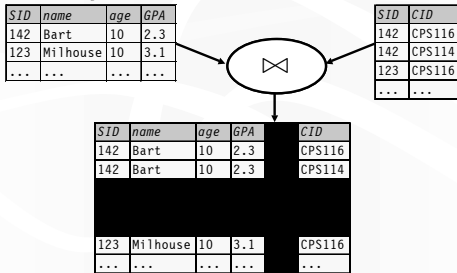 SID name age GPA
142 Bart 10 2.3
123 Milhouse 10 3.1
... ... ... ...
SID CID
142 CPS116
142 CPS114
123 CPS116
... ...
⋈
SID name age GPA CID
142 Bart 10 2.3 CPS116
142 Bart 10 2.3 CPS114
123 Milhouse 10 3.1 CPS116
... ... ... ... ...